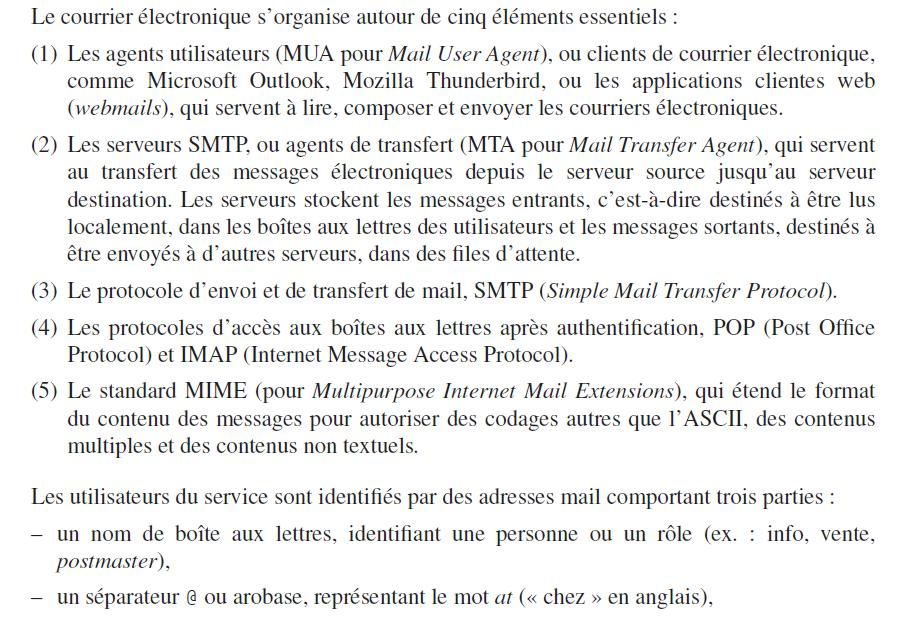 Le courrier électronique s’organise autour de cinq éléments essentiels :
(1) Les agents utilisateurs (MUA pour Mail User Agent), ou clients de courrier électronique,
comme Microsoft Outlook, Mozilla Thunderbird, ou les applications clientes web
(webmails), qui servent à lire, composer et envoyer les courriers électroniques.
(2) Les serveurs SMTP, ou agents de transfert (MTA pour Mail Transfer Agent), qui servent
au transfert des messages électroniques depuis le serveur source jusqu’au serveur
destination. Les serveurs stockent les messages entrants, c’est-à-dire destinés à être lus
localement, dans les boîtes aux lettres des utilisateurs et les messages sortants, destinés à
être envoyés à d’autres serveurs, dans des files d’attente.
(3) Le protocole d’envoi et de transfert de mail, SMTP (Simple Mail Transfer Protocol).
(4) Les protocoles d’accès aux boîtes aux lettres après authentification, POP (Post Office
Protocol) et IMAP (Internet Message Access Protocol).
(5) Le standard MIME (pour Multipurpose Internet Mail Extensions), qui étend le format
du contenu des messages pour autoriser des codages autres que l’ASCII, des contenus
multiples et des contenus non textuels.
Les utilisateurs du service sont identifiés par des adresses mail comportant trois parties :
– un nom de boîte aux lettres, identifiant une personne ou un rôle (ex. : info, vente,
postmaster),
– un séparateur @ ou arobase, représentant le mot at (« chez » en anglais),